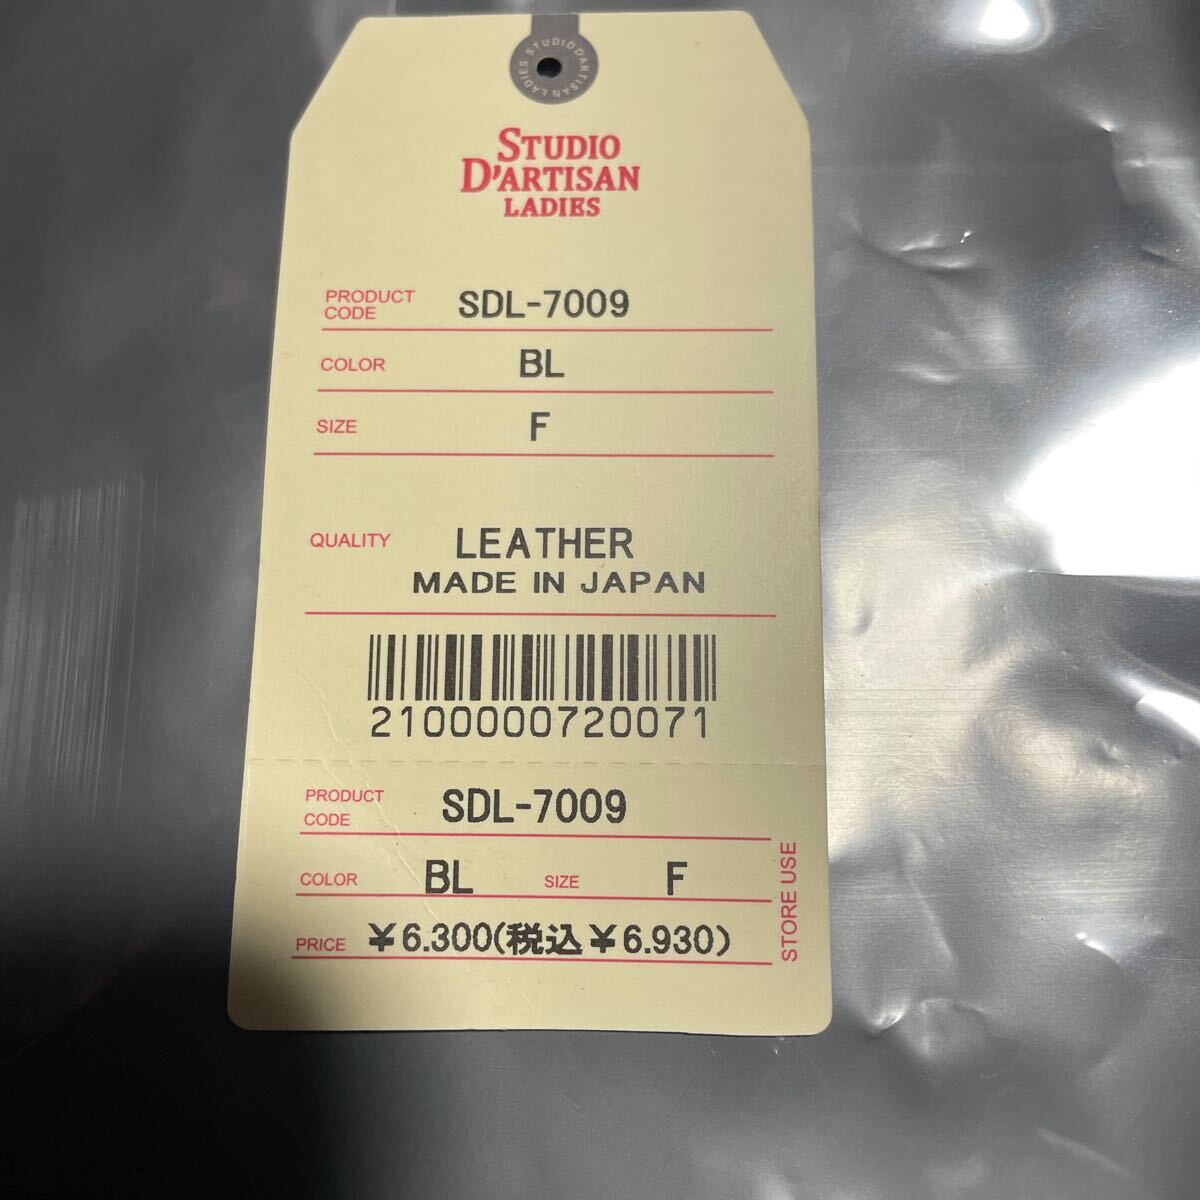 STUDIO D'ARTISAN LADIES
STUDIO
D'ARTISAN
LADIES
PRODUCT
CODE
SDL-7009
COLOR BL
SIZE F
QUALITY LEATHER
MADE IN JAPAN
2100000720071
PRODUCT
CODE
SDL-7009
COLOR BL SIZE F
PRICE ¥6.300(税込¥6.930)
STORE USE